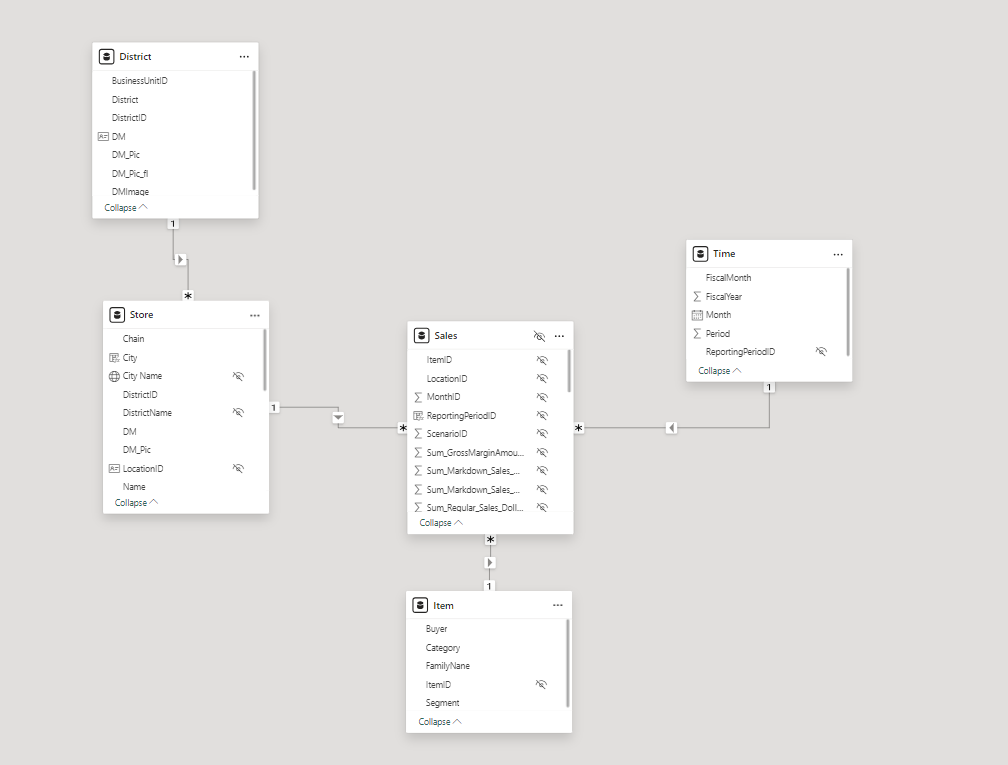 District
BusinessUnitID
District
DistrictID
DM
DM_Pic
DM_Pic_fl
DMImage
Collapse
1
*
Store
Chain
City
City Name
DistrictID
DistrictName
DM
DM_Pic
LocationID
Name
Collapse
1
*
Sales
ItemID
LocationID
MonthID
ReportingPeriodID
ScenarioID
Sum_GrossMarginAmou...
Sum_Markdown_Sales_...
Sum_Markdown_Sales_...
Sum_Regular_Sales_Doll...
Collapse
*
Time
FiscalMonth
FiscalYear
Month
Period
ReportingPeriodID
Collapse
1
*
1
Item
Buyer
Category
FamilyNane
ItemID
Segment
Collapse